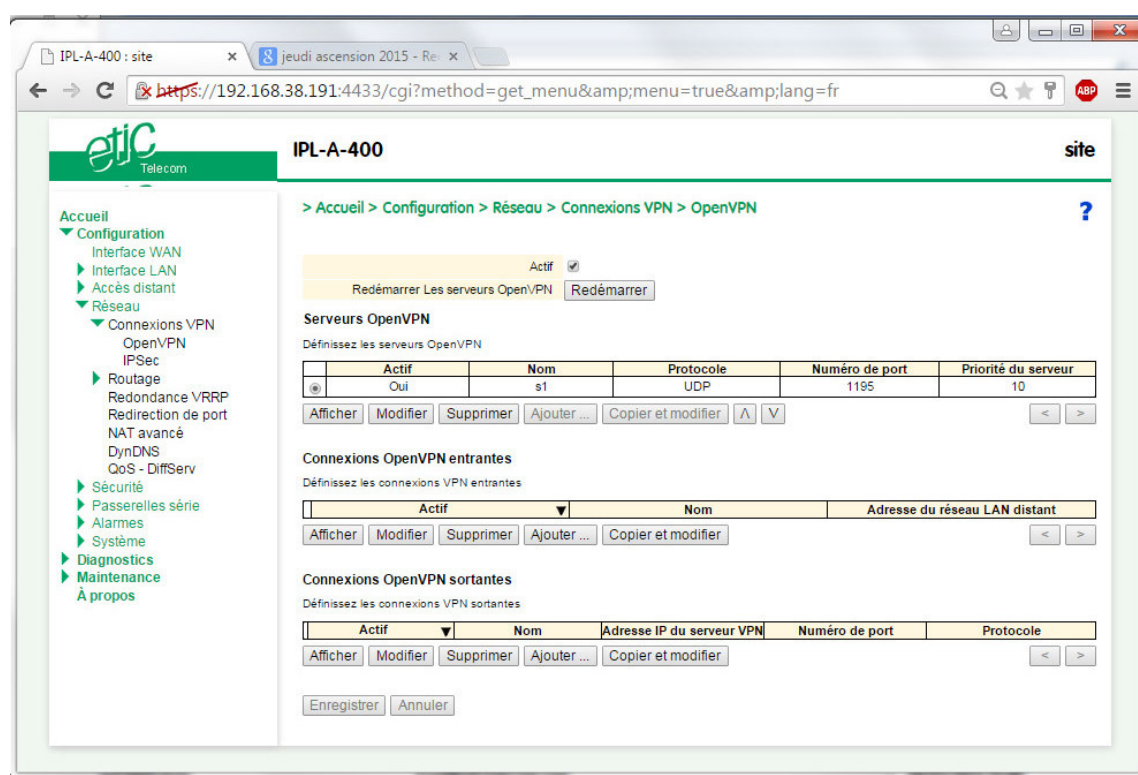 IPL-A-400 : site
jeudi ascension 2015 - Re
https://192.168.38.191:4433/cgi?method=get_menu&amp;menu=true&amp;lang=fr
ABP
etic
Telecom
IPL-A-400
site
Accueil
Configuration
Interface WAN
Interface LAN
Accès distant
Réseau
Connexions VPN
OpenVPN
IPSec
Routage
Redondance VRRP
Redirection de port
NAT avancé
DynDNS
QoS - DiffServ
Sécurité
Passerelles série
Alarmes
Système
Diagnostics
Maintenance
À propos
> Accueil > Configuration > Réseau > Connexions VPN > OpenVPN
?
Actif
Redémarrer Les serveurs OpenVPN Redémarrer
Serveurs OpenVPN
Définissez les serveurs OpenVPN
Actif Nom Protocole Numéro de port Priorité du serveur
Oui s1 UDP 1195 10
Afficher Modifier Supprimer Ajouter ... Copier et modifier Λ V < >
Connexions OpenVPN entrantes
Définissez les connexions VPN entrantes
Actif ▼ Nom Adresse du réseau LAN distant
Afficher Modifier Supprimer Ajouter ... Copier et modifier < >
Connexions OpenVPN sortantes
Définissez les connexions VPN sortantes
Actif ▼ Nom Adresse IP du serveur VPN Numéro de port Protocole
Afficher Modifier Supprimer Ajouter ... Copier et modifier < >
Enregistrer Annuler